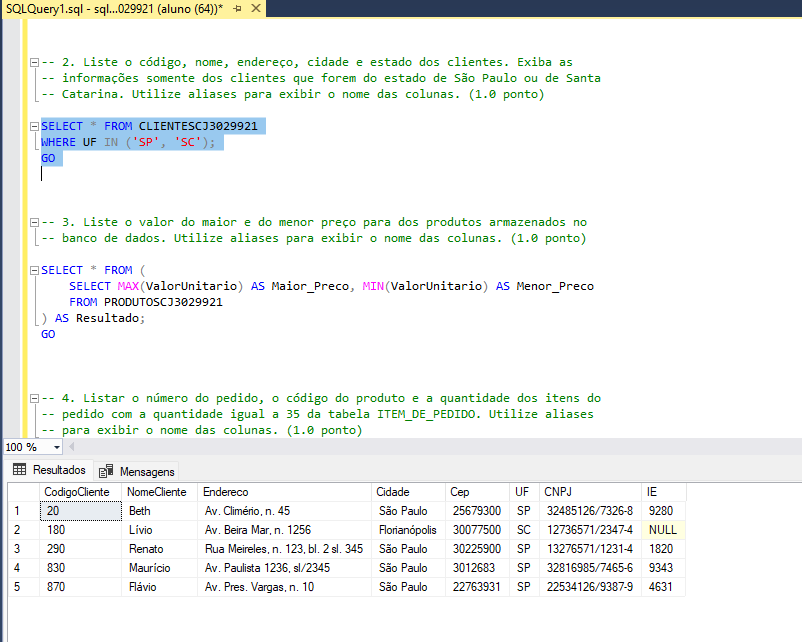 SQLQuery1.sql - sql...029921 (aluno (64))*
-- 2. Liste o código, nome, endereço, cidade e estado dos clientes. Exiba as
-- informações somente dos clientes que forem do estado de São Paulo ou de Santa
-- Catarina. Utilize aliases para exibir o nome das colunas. (1.0 ponto)
SELECT * FROM CLIENTESCJ3029921
WHERE UF IN ('SP', 'SC');
GO
-- 3. Liste o valor do maior e do menor preço para dos produtos armazenados no
-- banco de dados. Utilize aliases para exibir o nome das colunas. (1.0 ponto)
SELECT * FROM (
SELECT MAX(ValorUnitario) AS Maior_Preco, MIN(ValorUnitario) AS Menor_Preco
FROM PRODUTOSCJ3029921
) AS Resultado;
GO
-- 4. Listar o número do pedido, o código do produto e a quantidade dos itens do
-- pedido com a quantidade igual a 35 da tabela ITEM_DE_PEDIDO. Utilize aliases
-- para exibir o nome das colunas. (1.0 ponto)
100 %
Resultados Mensagens
CodigoCliente NomeCliente Endereco Cidade Cep UF CNPJ IE
1 20 Beth Av. Climério, n. 45 São Paulo 25679300 SP 32485126/7326-8 9280
2 180 Lívio Av. Beira Mar, n. 1256 Florianópolis 30077500 SC 12736571/2347-4 NULL
3 290 Renato Rua Meireles, n. 123, bl. 2 sl. 345 São Paulo 30225900 SP 13276571/1231-4 1820
4 830 Maurício Av. Paulista 1236, sl/2345 São Paulo 3012683 SP 32816985/7465-6 9343
5 870 Flávio Av. Pres. Vargas, n. 10 São Paulo 22763931 SP 22534126/9387-9 4631